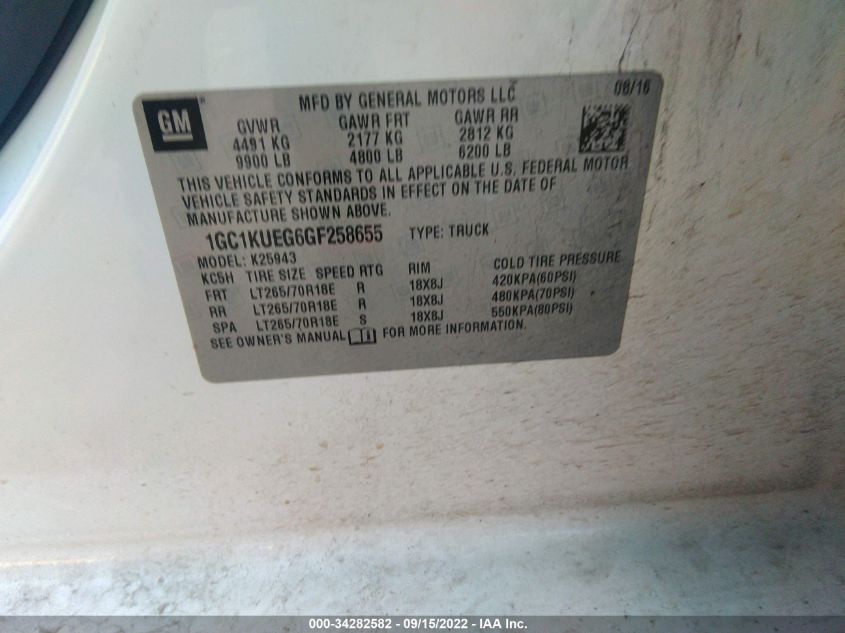 GM
MFD BY GENERAL MOTORS LLC
08/16
GVWR GAWR FRT GAWR RR
4491 KG 2177 KG 2812 KG
9900 LB 4800 LB 6200 LB
THIS VEHICLE CONFORMS TO ALL APPLICABLE U.S. FEDERAL MOTOR
VEHICLE SAFETY STANDARDS IN EFFECT ON THE DATE OF
MANUFACTURE SHOWN ABOVE.
1GC1KUEG6GF258655 TYPE: TRUCK
MODEL: K25943
KC5H TIRE SIZE SPEED RTG RIM COLD TIRE PRESSURE
FRT LT265/70R18E R 18X8J 420KPA(60PSI)
RR LT265/70R18E R 18X8J 480KPA(70PSI)
SPA LT265/70R18E S 18X8J 550KPA(80PSI)
SEE OWNER'S MANUAL FOR MORE INFORMATION.
000-34282582 - 09/15/2022 - IAAI.com